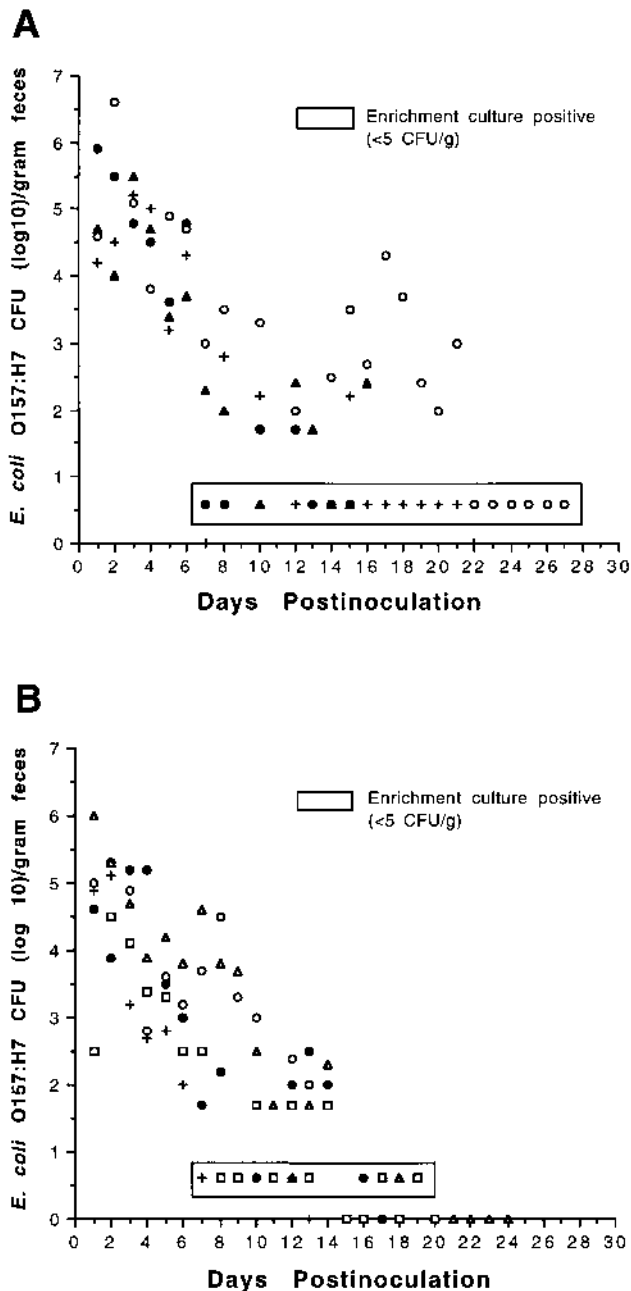 A
7
6
5
4
3
2
1
0
E. coli O157:H7 CFU (log10)/gram feces
Enrichment culture positive
(<5 CFU/g)
0 2 4 6 8 10 12 14 16 18 20 22 24 26 28 30
Days Postinoculation
B
7
6
5
4
3
2
1
0
E. coli O157:H7 CFU (log 10)/gram feces
Enrichment culture positive
(<5 CFU/g)
0 2 4 6 8 10 12 14 16 18 20 22 24 26 28 30
Days Postinoculation